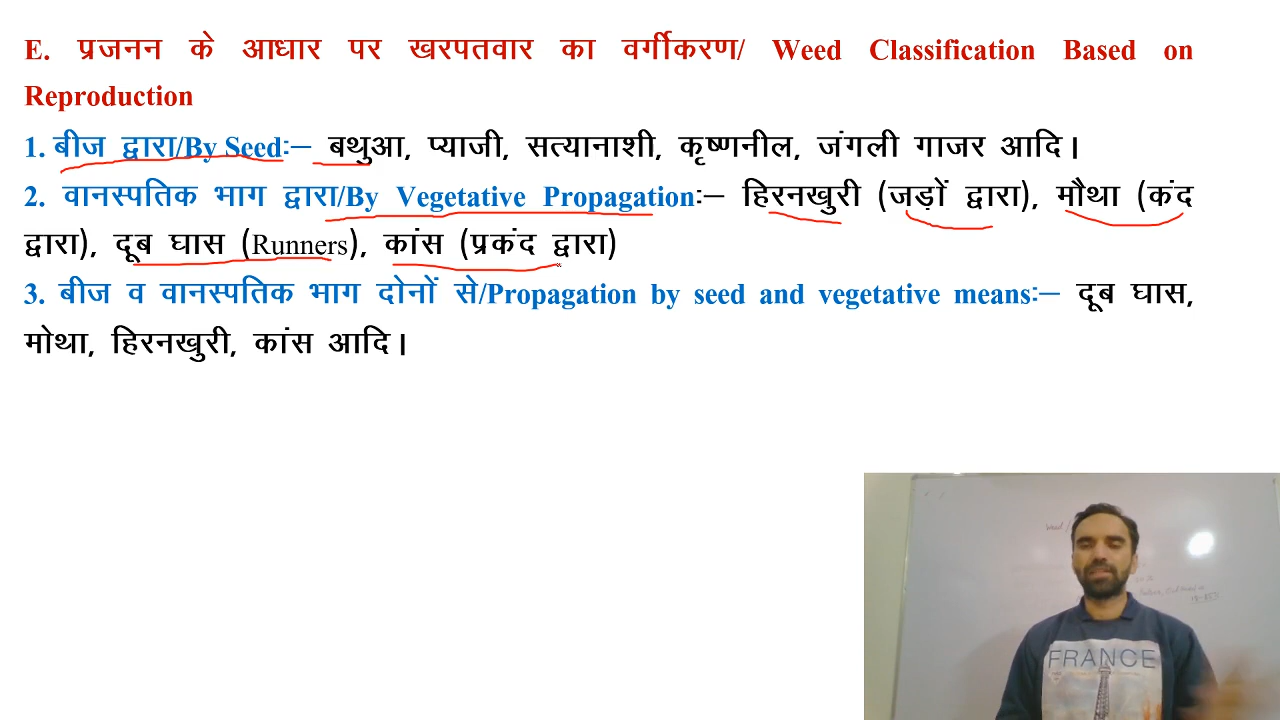 E. प्रजनन के आधार पर खरपतवार का वर्गीकरण/ Weed Classification Based on
Reproduction
1. बीज द्वारा/By Seed:– बथुआ, प्याजी, सत्यानाशी, कृष्णनील, जंगली गाजर आदि।
2. वानस्पतिक भाग द्वारा/By Vegetative Propagation:– हिरनखुरी (जड़ों द्वारा), मौथा (कंद
द्वारा), दूब घास (Runners), कांस (प्रकंद द्वारा)
3. बीज व वानस्पतिक भाग दोनों से/Propagation by seed and vegetative means:– दूब घास,
मोथा, हिरनखुरी, कांस आदि।
FRANCE